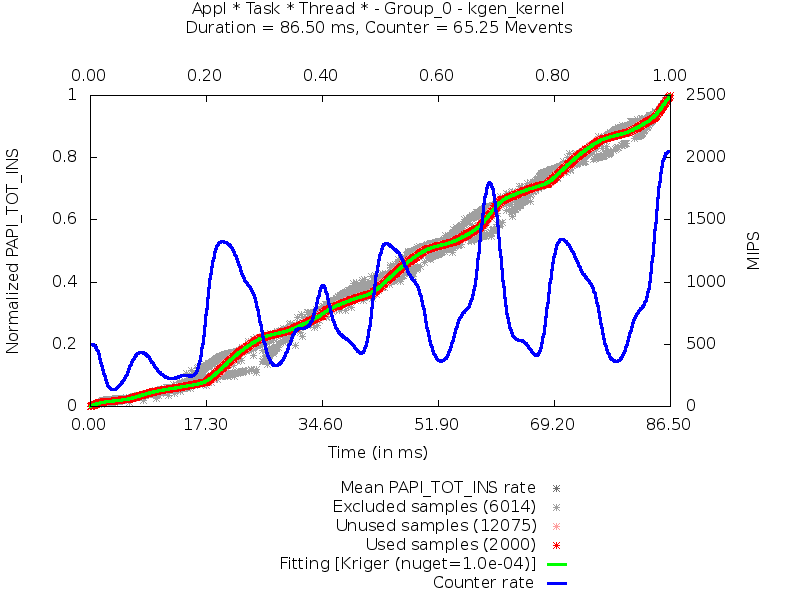 Appl * Task * Thread * - Group_0 - kgen_kernel
Duration = 86.50 ms, Counter = 65.25 Mevents
0.00 0.20 0.40 0.60 0.80 1.00
1 2500
0.8 2000
0.6 1500
0.4 1000
0.2 500
0 0
Normalized PAPI_TOT_INS
MIPS
0.00 17.30 34.60 51.90 69.20 86.50
Time (in ms)
Mean PAPI_TOT_INS rate
Excluded samples (6014)
Unused samples (12075)
Used samples (2000)
Fitting [Kriger (nuget=1.0e-04)]
Counter rate